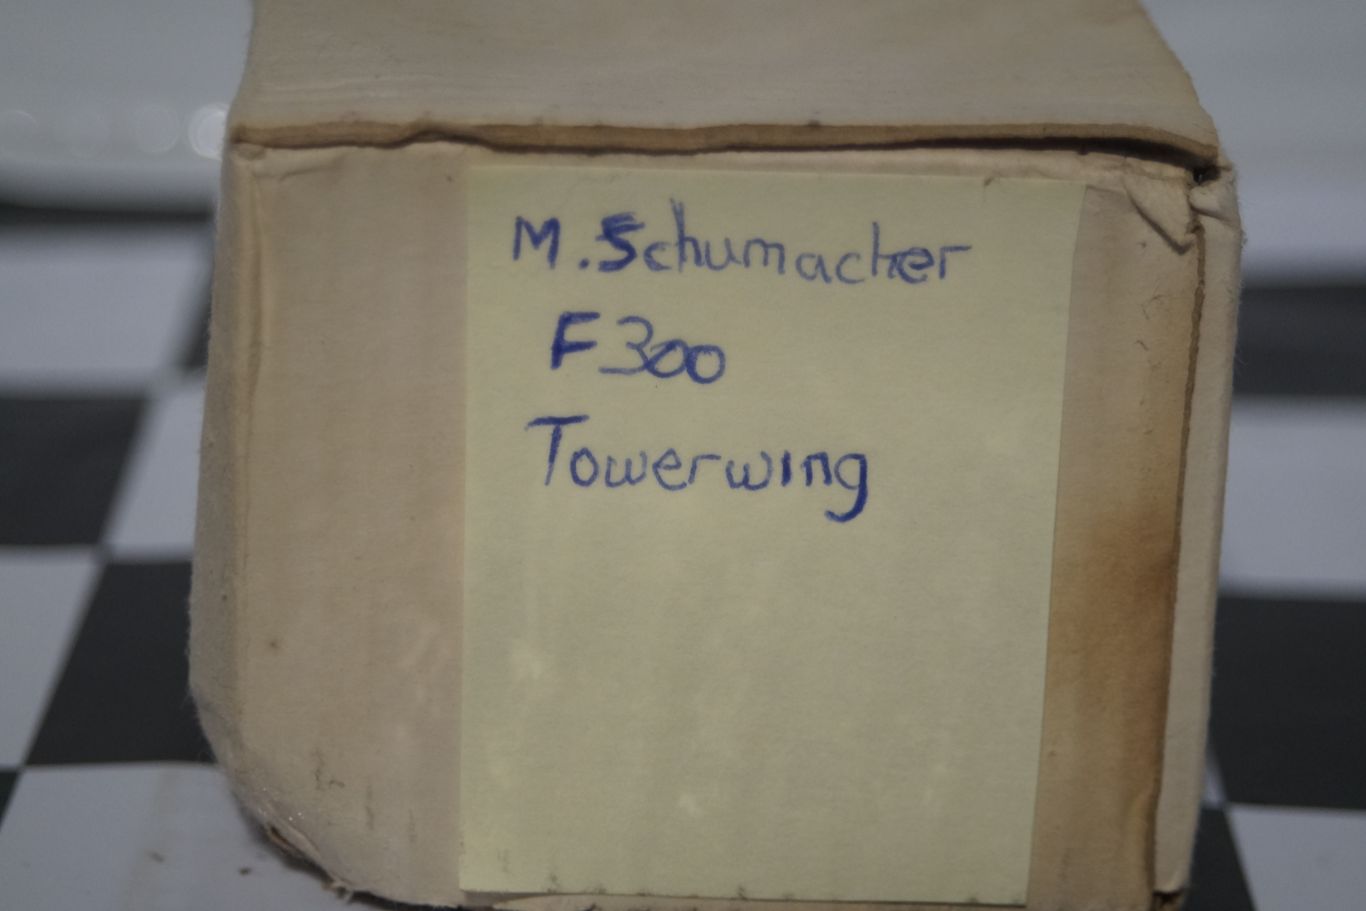 M. Schumacher
F300
Towerwing